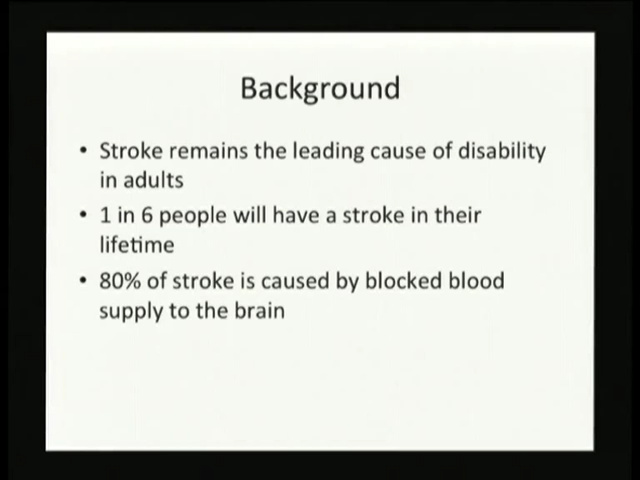 Background
• Stroke remains the leading cause of disability
in adults
• 1 in 6 people will have a stroke in their
lifetime
• 80% of stroke is caused by blocked blood
supply to the brain